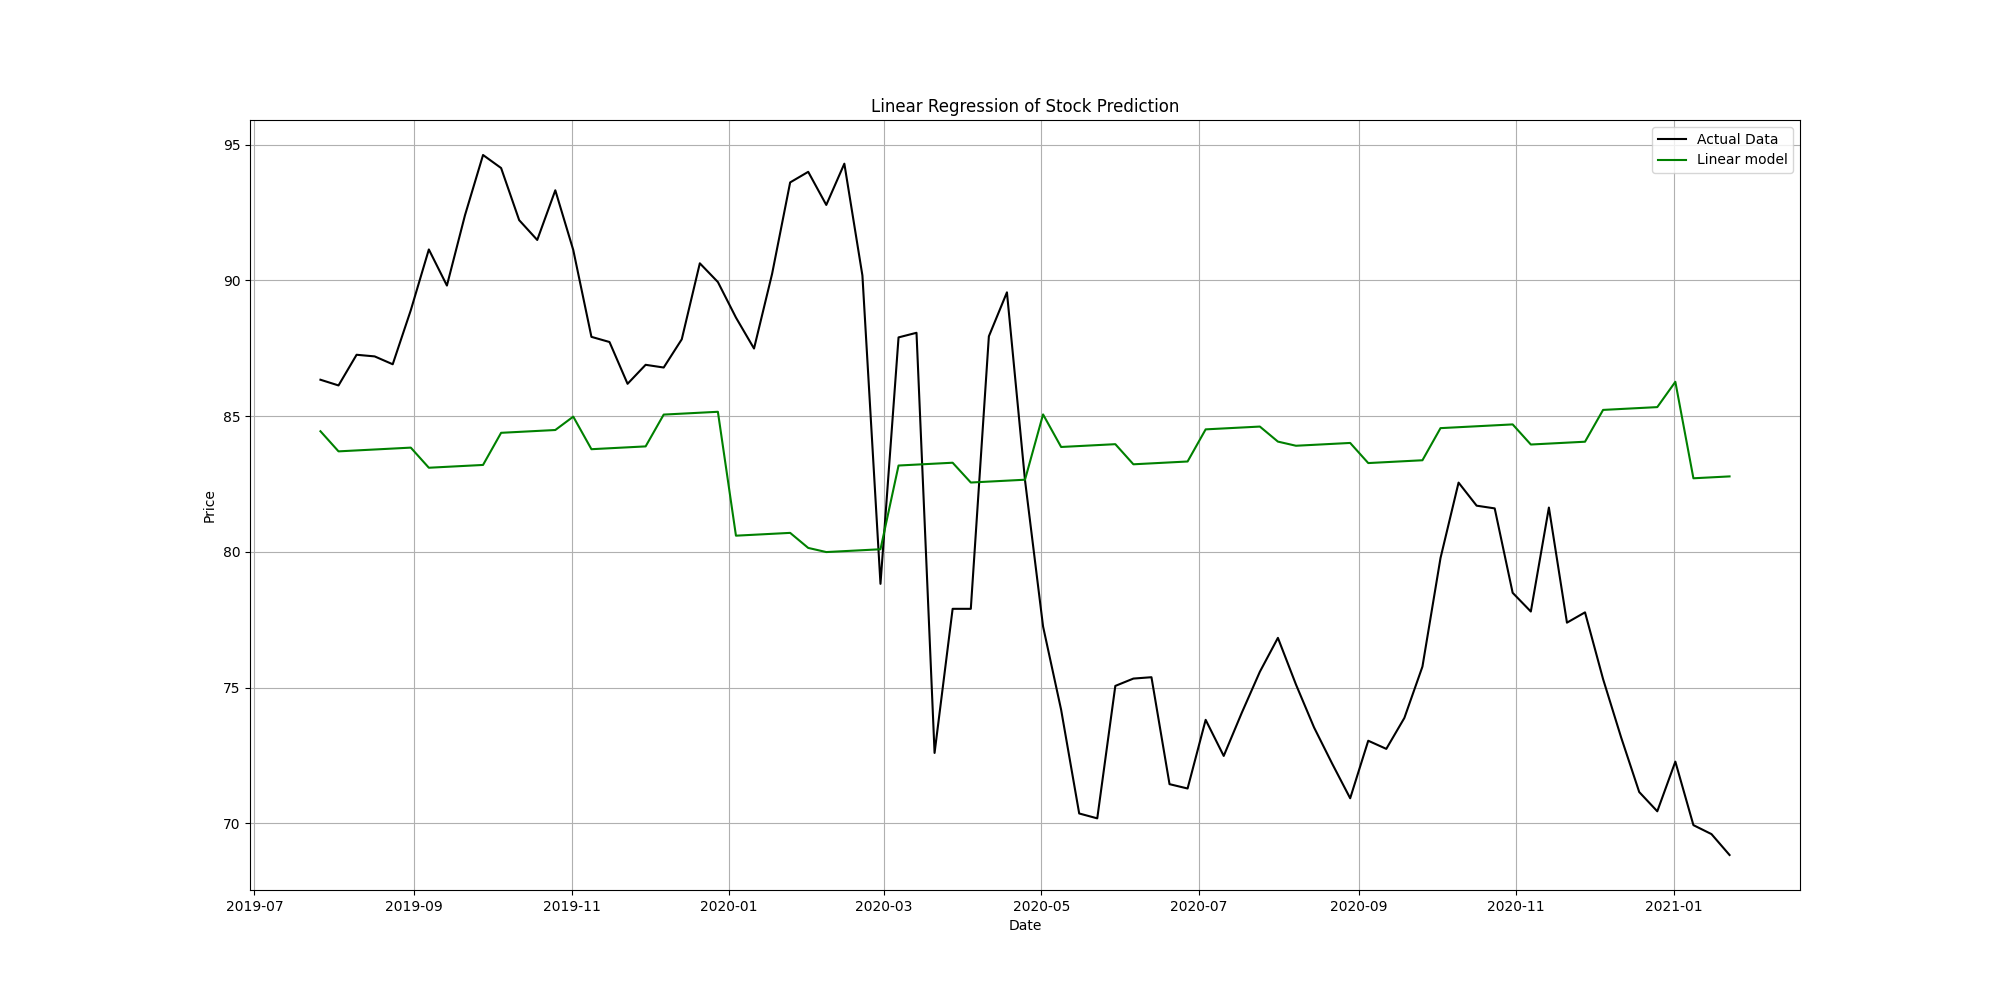 Linear Regression of Stock Prediction
Actual Data
Linear model
95
90
85
80
75
70
Price
2019-07 2019-09 2019-11 2020-01 2020-03 2020-05 2020-07 2020-09 2020-11 2021-01
Date